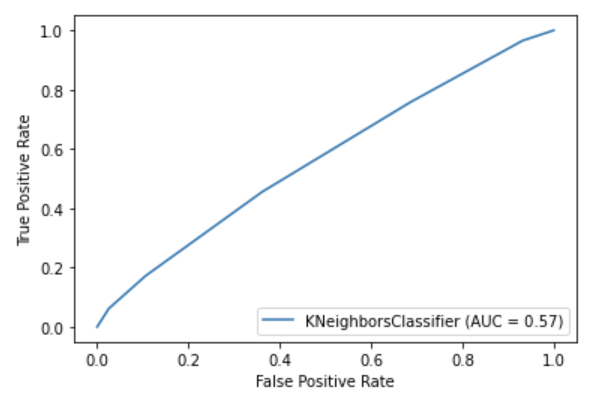 1.0
0.8
0.6
0.4
0.2
0.0
True Positive Rate
KNeighborsClassifier (AUC = 0.57)
0.0 0.2 0.4 0.6 0.8 1.0
False Positive Rate